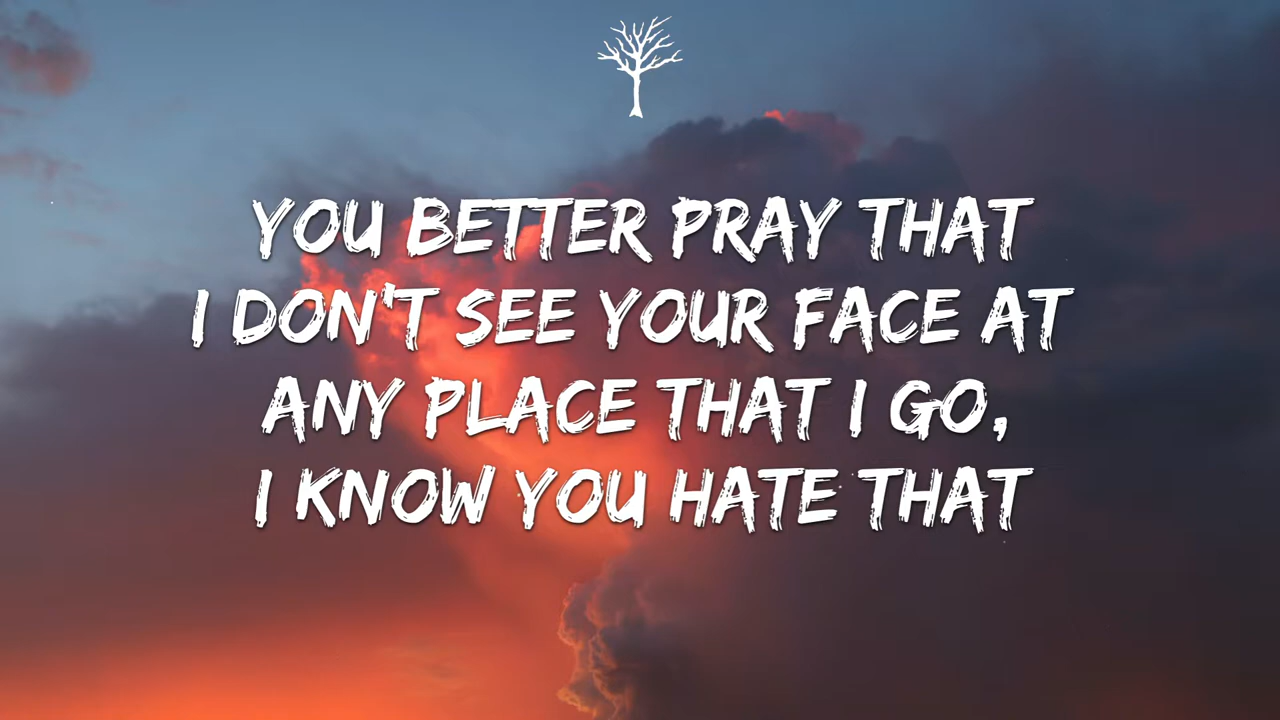 YOU BETTER PRAY THAT
I DON'T SEE YOUR FACE AT
ANY PLACE THAT I GO,
I KNOW YOU HATE THAT